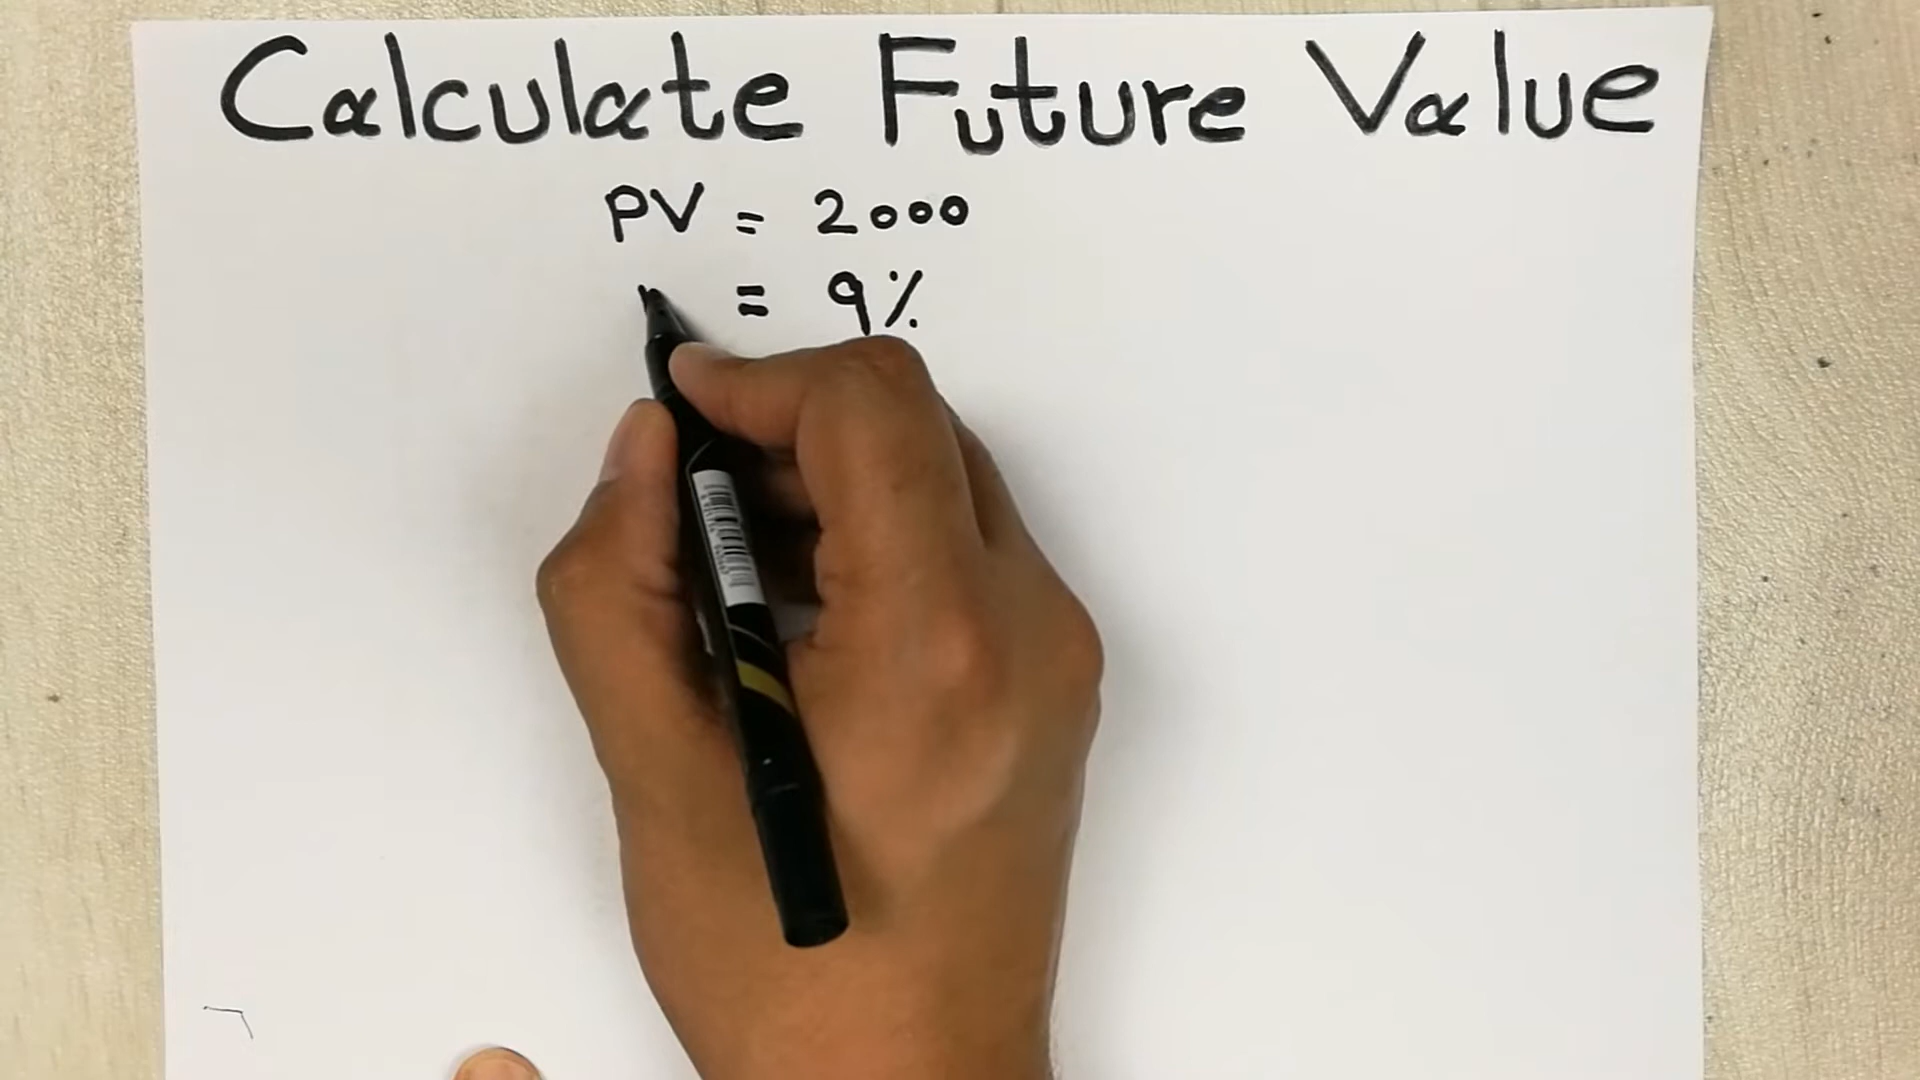 Calculate Future Value
PV = 2000
= 9%